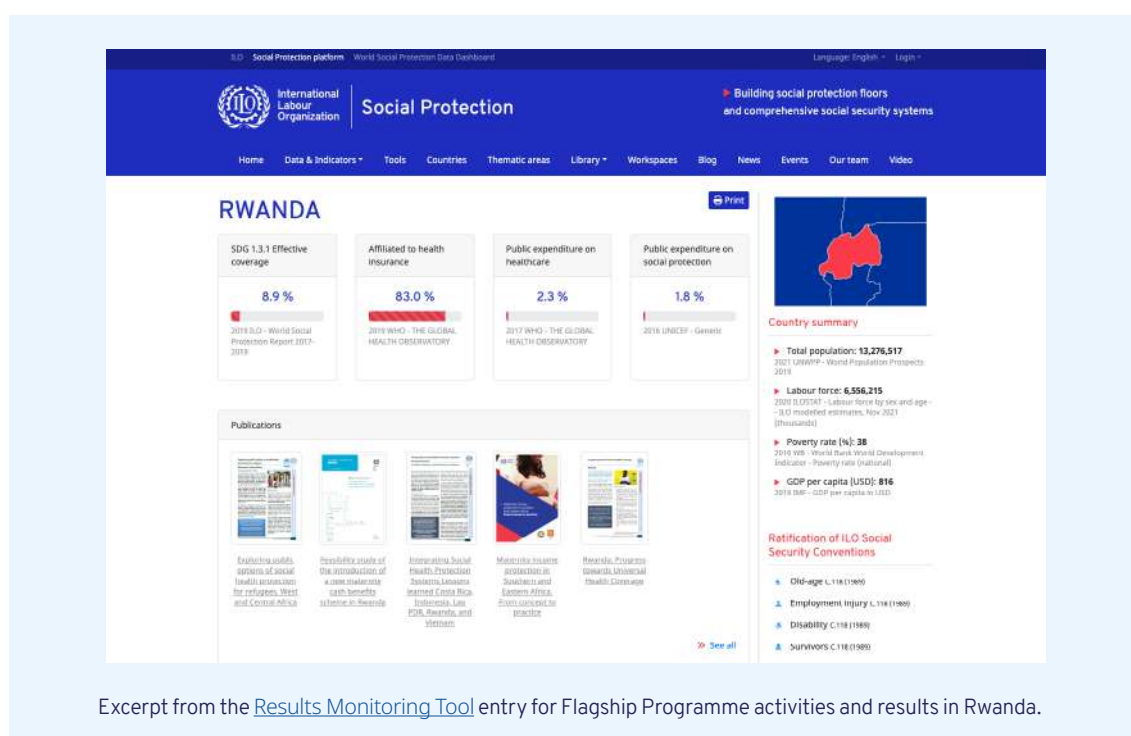 ILO Social Protection platform World Social Protection Data Dashboard Language: English Login
International
Labour
Organization
Social Protection
Building social protection floors
and comprehensive social security systems
Home Data & Indicators Tools Countries Thematic areas Library Workspaces Blog News Events Our team Video
RWANDA
Print
SDG 1.3.1 Effective
coverage
8.9 %
2019 ILO - World Social
Protection Report 2017-
2019
Affiliated to health
insurance
83.0 %
2019 WHO - THE GLOBAL
HEALTH OBSERVATORY
Public expenditure on
healthcare
2.3 %
2017 WHO - THE GLOBAL
HEALTH OBSERVATORY
Public expenditure on
social protection
1.8 %
2016 UNICEF - Generic
Publications
Exploring public
options of social
health protection
for refugees, West
and Central Africa
Feasibility study of
the introduction of
a new maternity
cash benefits
scheme in Rwanda
Integrating Social
Health Protection
Systems Lessons
learned Costa Rica,
Indonesia, Lao
PDR, Rwanda, and
Vietnam
Maternity income
protection in
Southern and
Eastern Africa.
From concept to
practice
Rwanda: Progress
towards Universal
Health Coverage
See all
Country summary
Total population: 13,276,517
2021 UNWPP - World Population Prospects
2019
Labour force: 6,556,215
2020 ILOSTAT - Labour force by sex and age -
- ILO modelled estimates, Nov 2021
(thousands)
Poverty rate (%): 38
2016 WB - World Bank World Development
Indicator - Poverty rate (national)
GDP per capita (USD): 816
2019 IMF - GDP per capita in USD
Ratification of ILO Social
Security Conventions
Old-age C.118 (1989)
Employment Injury C.118 (1989)
Disability C.118 (1989)
Survivors C.118 (1989)
Excerpt from the Results Monitoring Tool entry for Flagship Programme activities and results in Rwanda.